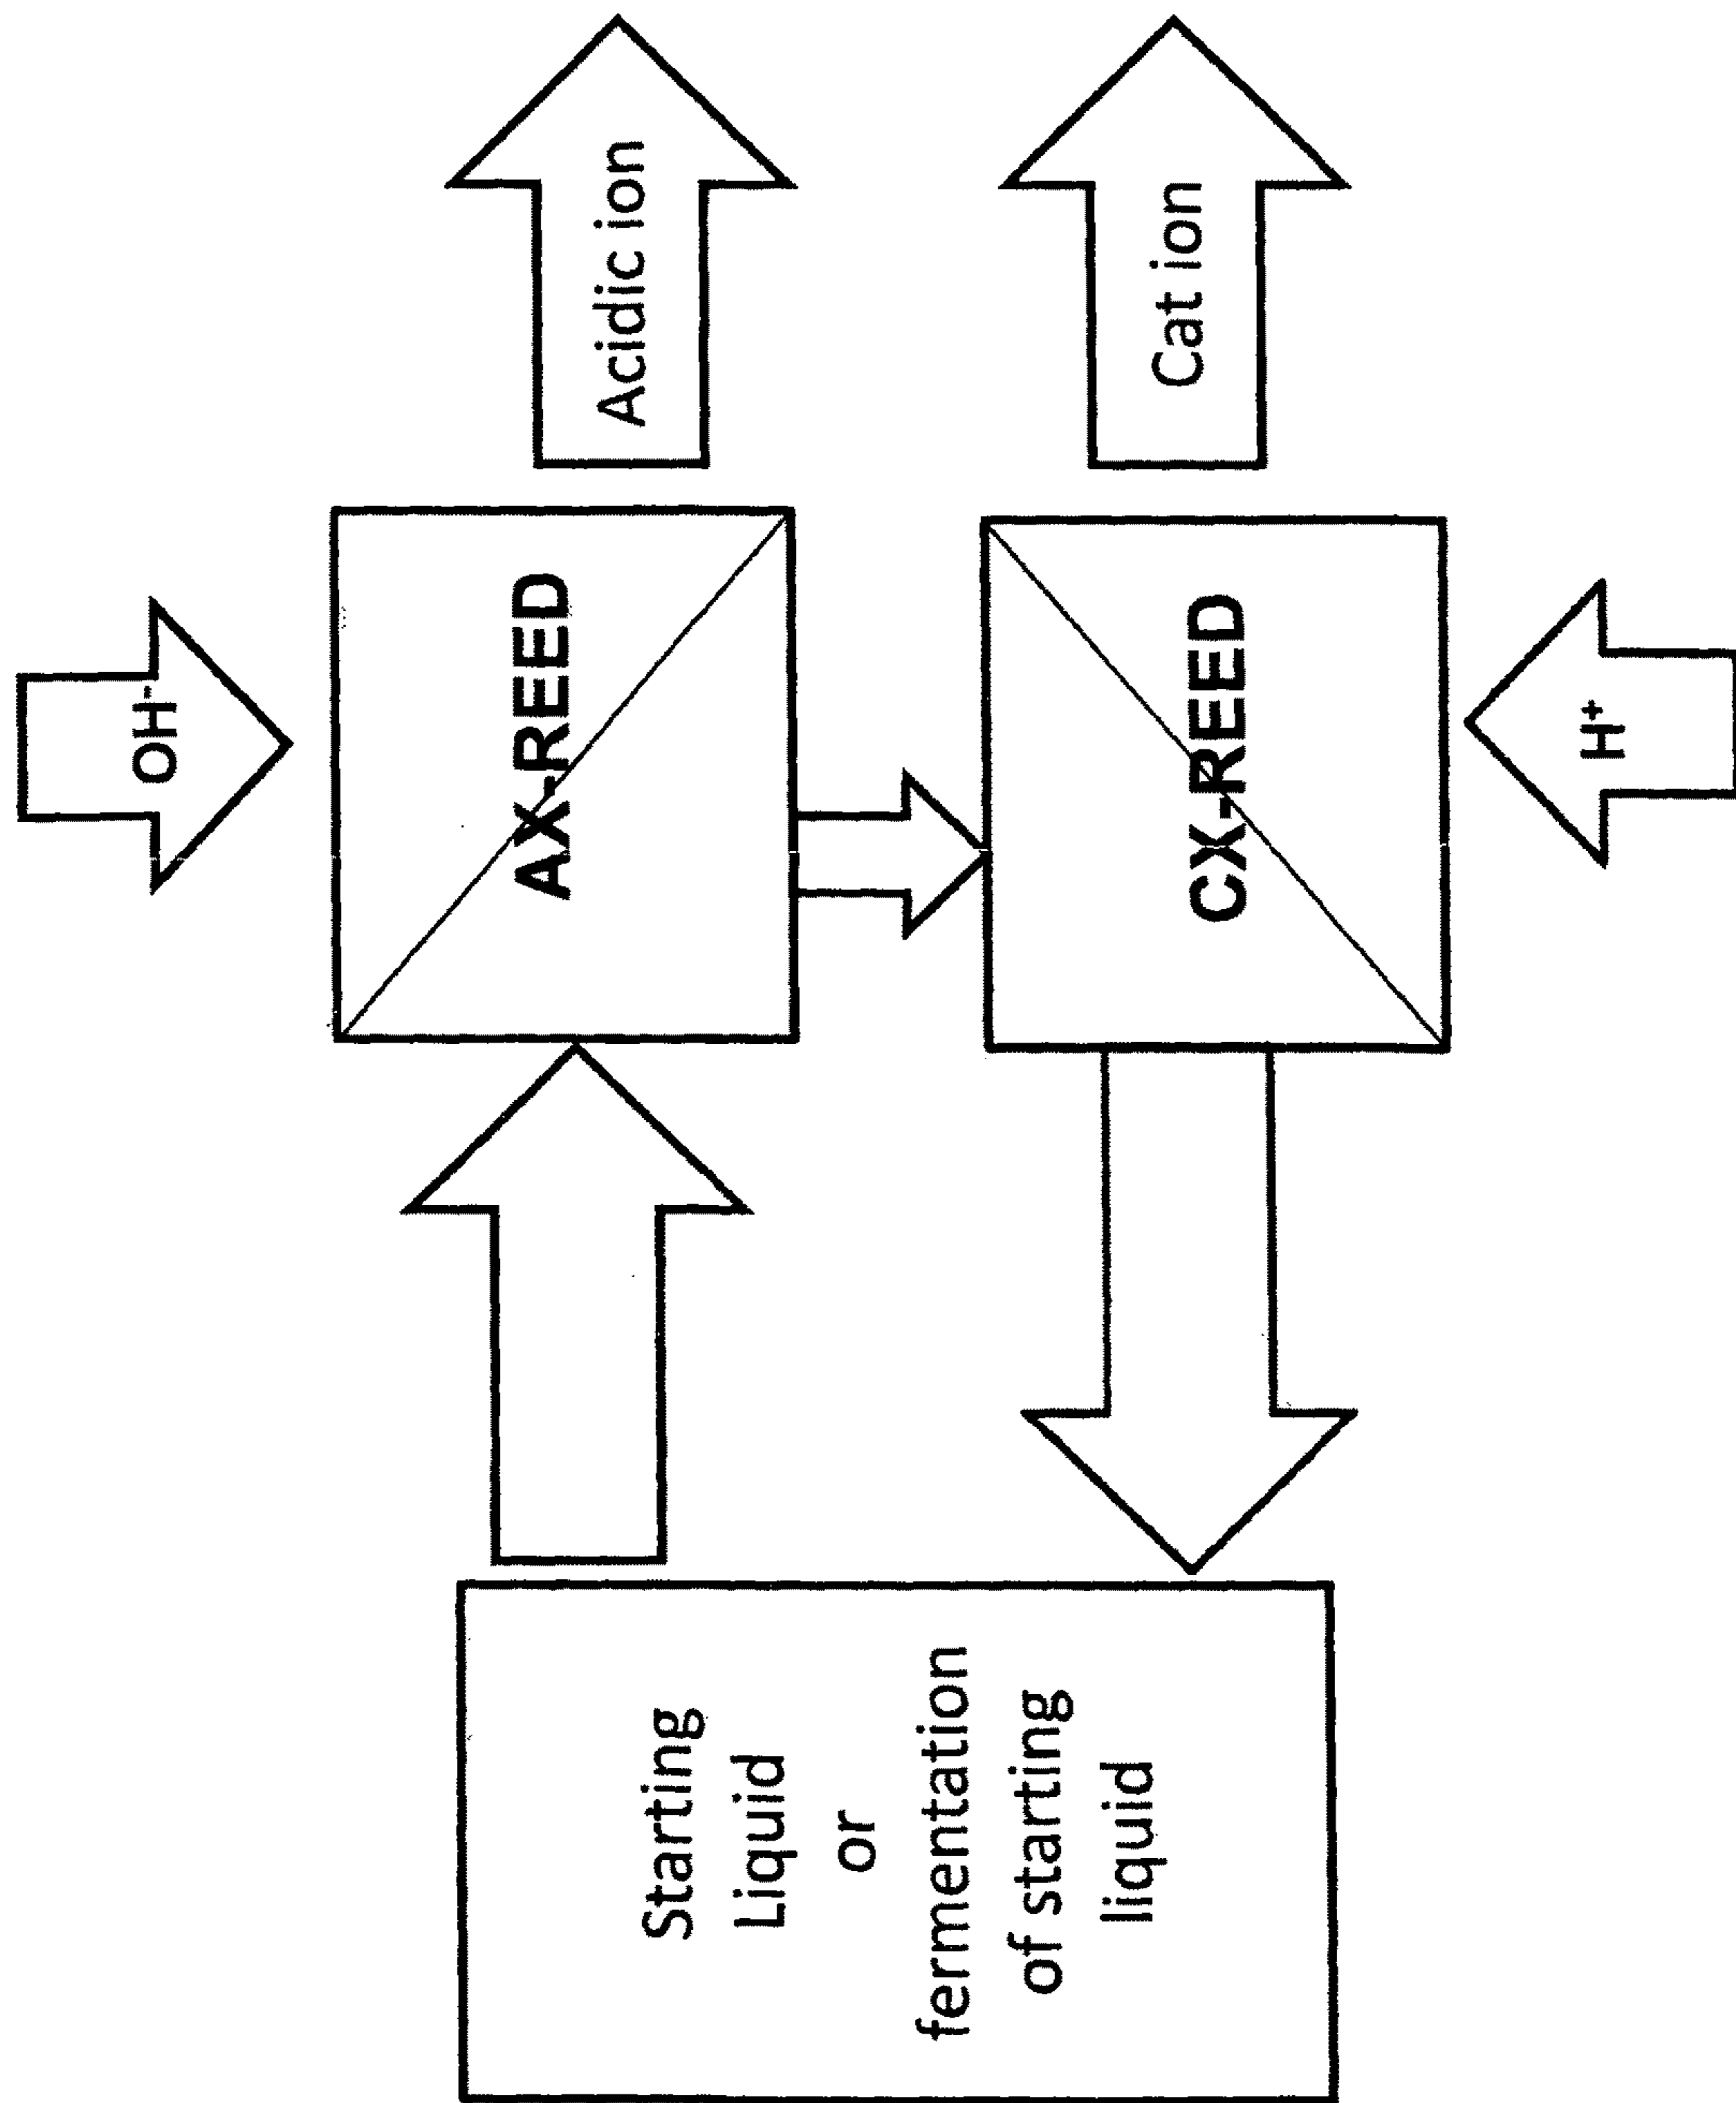 Starting
Liquid
or
fermentation
of starting
liquid
OH⁻
AX-REED
Acidic ion
CX-REED
Cat ion
H⁺